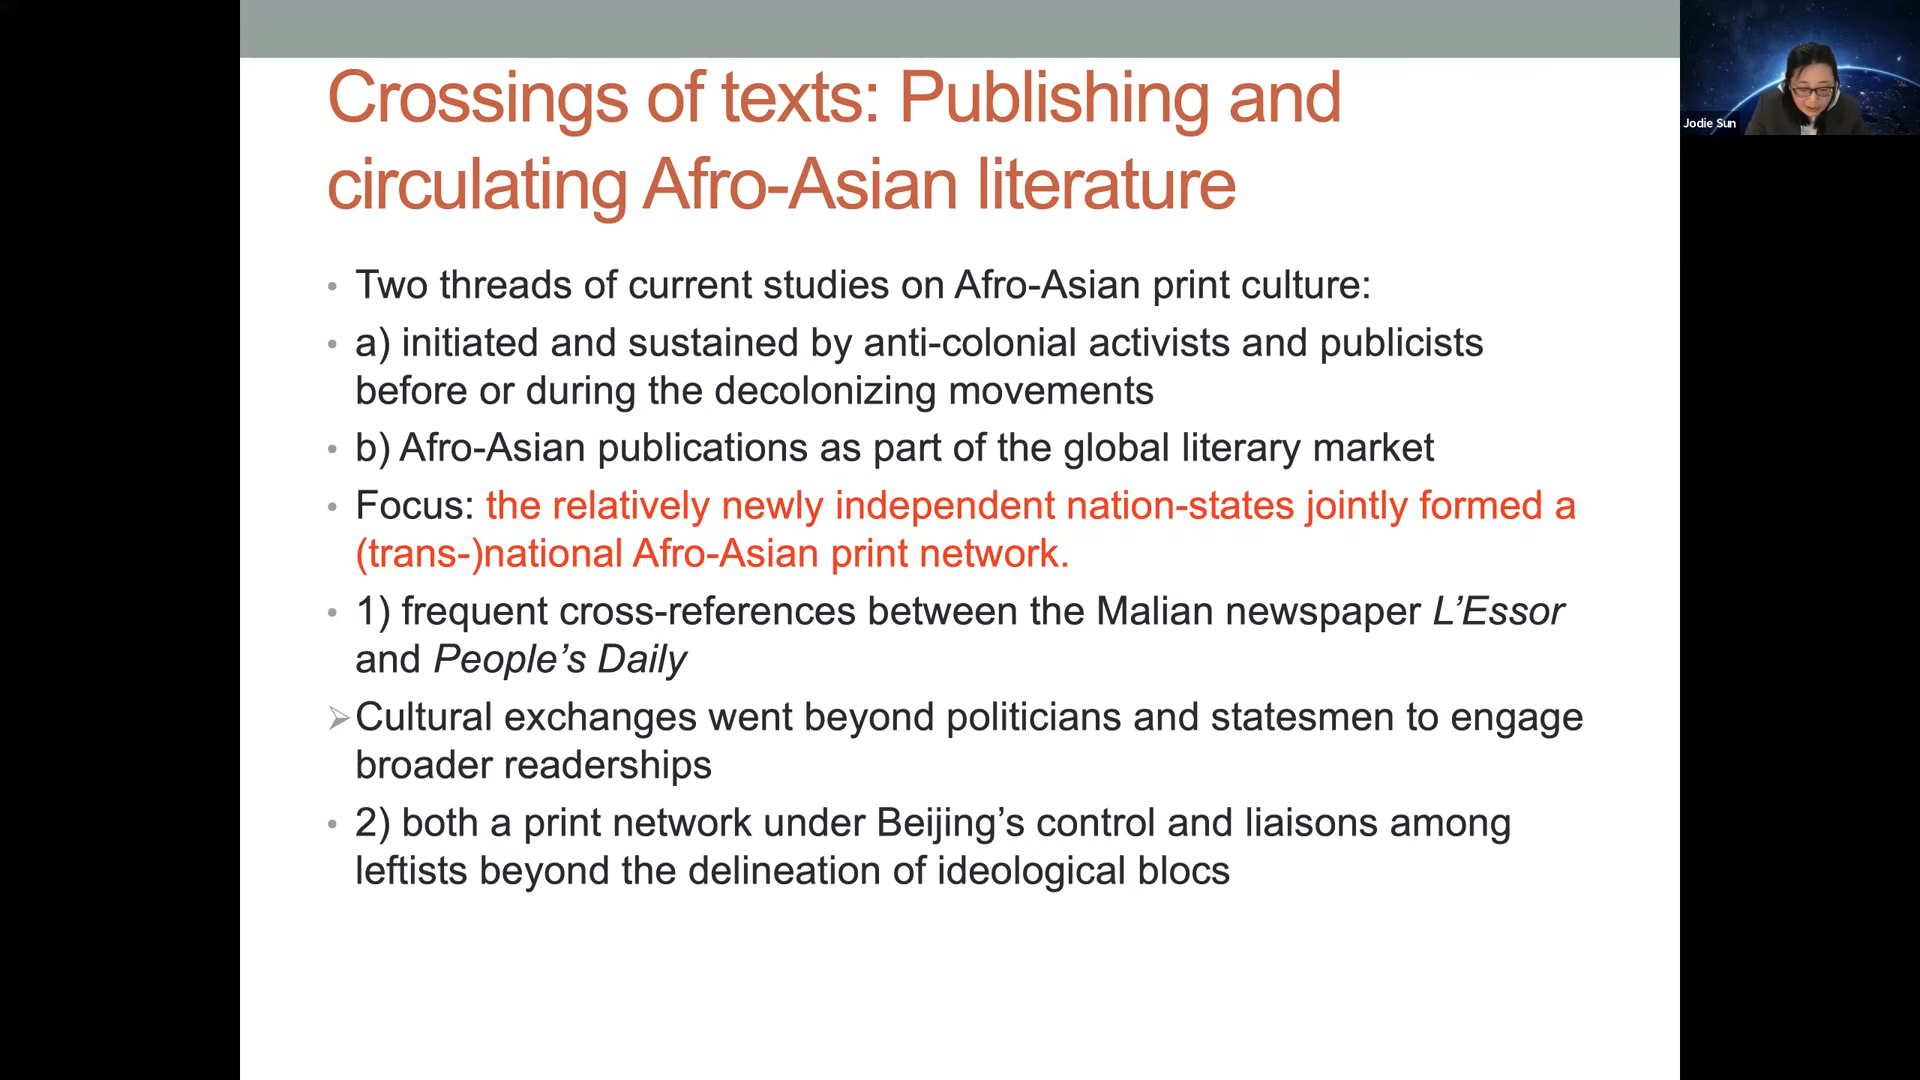 Crossings of texts: Publishing and
circulating Afro-Asian literature
• Two threads of current studies on Afro-Asian print culture:
• a) initiated and sustained by anti-colonial activists and publicists
before or during the decolonizing movements
• b) Afro-Asian publications as part of the global literary market
• Focus: the relatively newly independent nation-states jointly formed a
(trans-)national Afro-Asian print network.
• 1) frequent cross-references between the Malian newspaper L’Essor
and People’s Daily
➢ Cultural exchanges went beyond politicians and statesmen to engage
broader readerships
• 2) both a print network under Beijing’s control and liaisons among
leftists beyond the delineation of ideological blocs
Jodie Sun